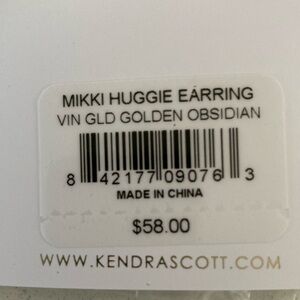 MIKKI HUGGIE EARRING
VIN GLD GOLDEN OBSIDIAN
8 42177 09076 3
MADE IN CHINA
$58.00
WWW.KENDRASCOTT.COM